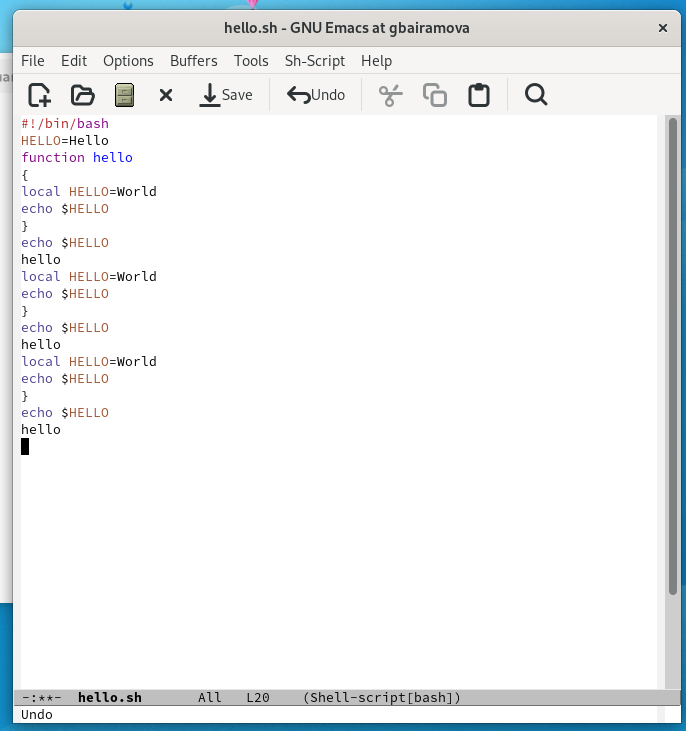 hello.sh - GNU Emacs at gbairamova
File Edit Options Buffers Tools Sh-Script Help
Save Undo
#!/bin/bash
HELLO=Hello
function hello
{
local HELLO=World
echo $HELLO
}
echo $HELLO
hello
local HELLO=World
echo $HELLO
}
echo $HELLO
hello
local HELLO=World
echo $HELLO
}
echo $HELLO
hello
-:**- hello.sh All L20 (Shell-script[bash])
Undo